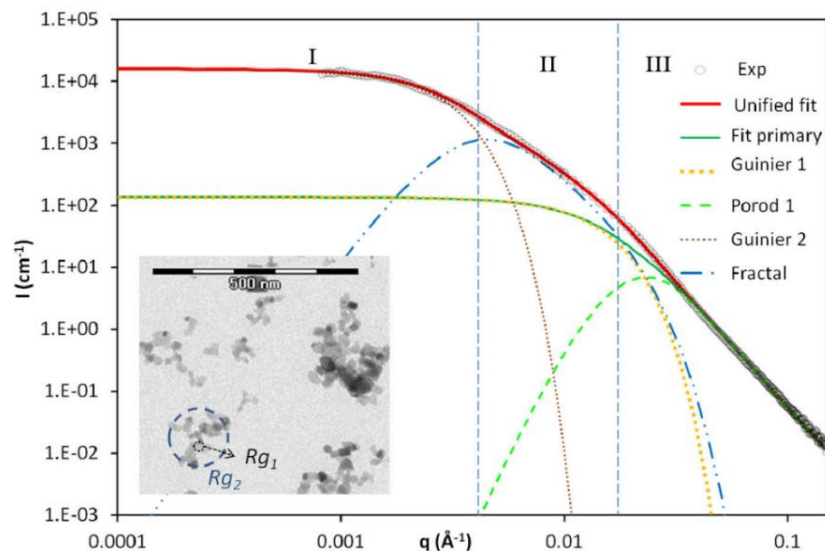 1.E+05
1.E+04
1.E+03
1.E+02
1.E+01
1.E+00
1.E-01
1.E-02
1.E-03
I (cm⁻¹)
I
II
III
Exp
Unified fit
Fit primary
Guinier 1
Porod 1
Guinier 2
Fractal
500 nm
Rg₁
Rg₂
0.0001
0.001
0.01
0.1
q (Å⁻¹)